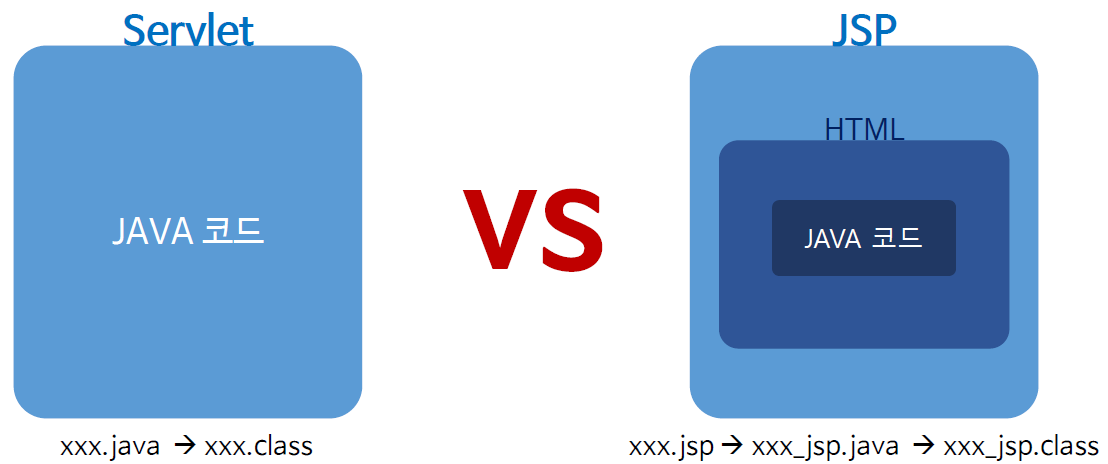 Servlet
JAVA 코드
xxx.java → xxx.class
VS
JSP
HTML
JAVA 코드
xxx.jsp → xxx_jsp.java → xxx_jsp.class